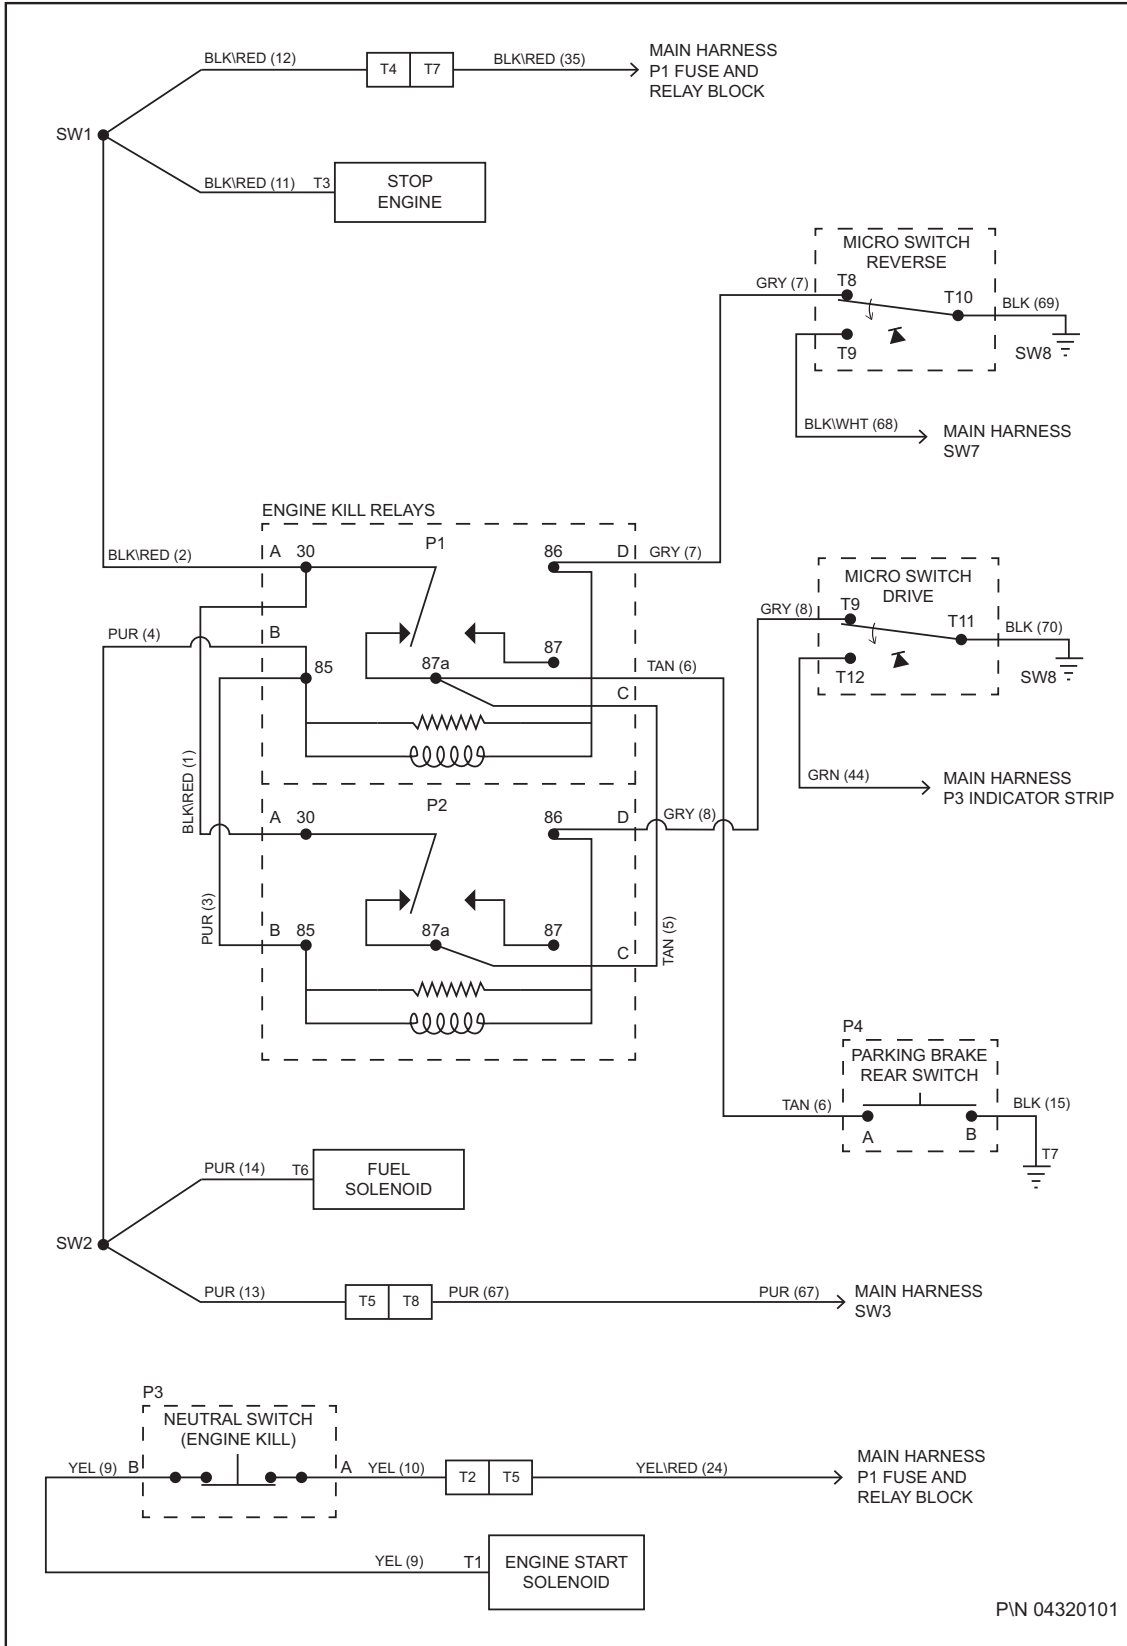 BLK\RED (12)
T4
T7
BLK\RED (35)
MAIN HARNESS
P1 FUSE AND
RELAY BLOCK
SW1
BLK\RED (11)
T3
STOP
ENGINE
MICRO SWITCH
REVERSE
GRY (7)
T8
T10
BLK (69)
T9
SW8
BLK\WHT (68)
MAIN HARNESS
SW7
ENGINE KILL RELAYS
BLK\RED (2)
A
30
P1
86
D
GRY (7)
MICRO SWITCH
DRIVE
GRY (8)
T9
T11
BLK (70)
T12
SW8
PUR (4)
B
85
87a
87
TAN (6)
C
BLK\RED (1)
GRN (44)
MAIN HARNESS
P3 INDICATOR STRIP
P2
A
30
86
D
GRY (8)
PUR (3)
B
85
87a
87
C
TAN (5)
P4
PARKING BRAKE
REAR SWITCH
TAN (6)
A
B
BLK (15)
T7
PUR (14)
T6
FUEL
SOLENOID
SW2
PUR (13)
T5
T8
PUR (67)
PUR (67)
MAIN HARNESS
SW3
P3
NEUTRAL SWITCH
(ENGINE KILL)
YEL (9)
B
A
YEL (10)
T2
T5
YEL\RED (24)
MAIN HARNESS
P1 FUSE AND
RELAY BLOCK
YEL (9)
T1
ENGINE START
SOLENOID
P\N 04320101